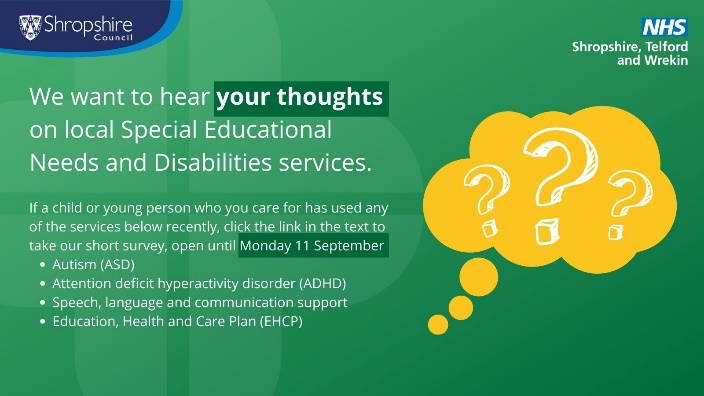 Shropshire
Council
NHS
Shropshire, Telford
and Wrekin
We want to hear your thoughts
on local Special Educational
Needs and Disabilities services.
If a child or young person who you care for has used any
of the services below recently, click the link in the text to
take our short survey, open until Monday 11 September
• Autism (ASD)
• Attention deficit hyperactivity disorder (ADHD)
• Speech, language and communication support
• Education, Health and Care Plan (EHCP)
? ? ?